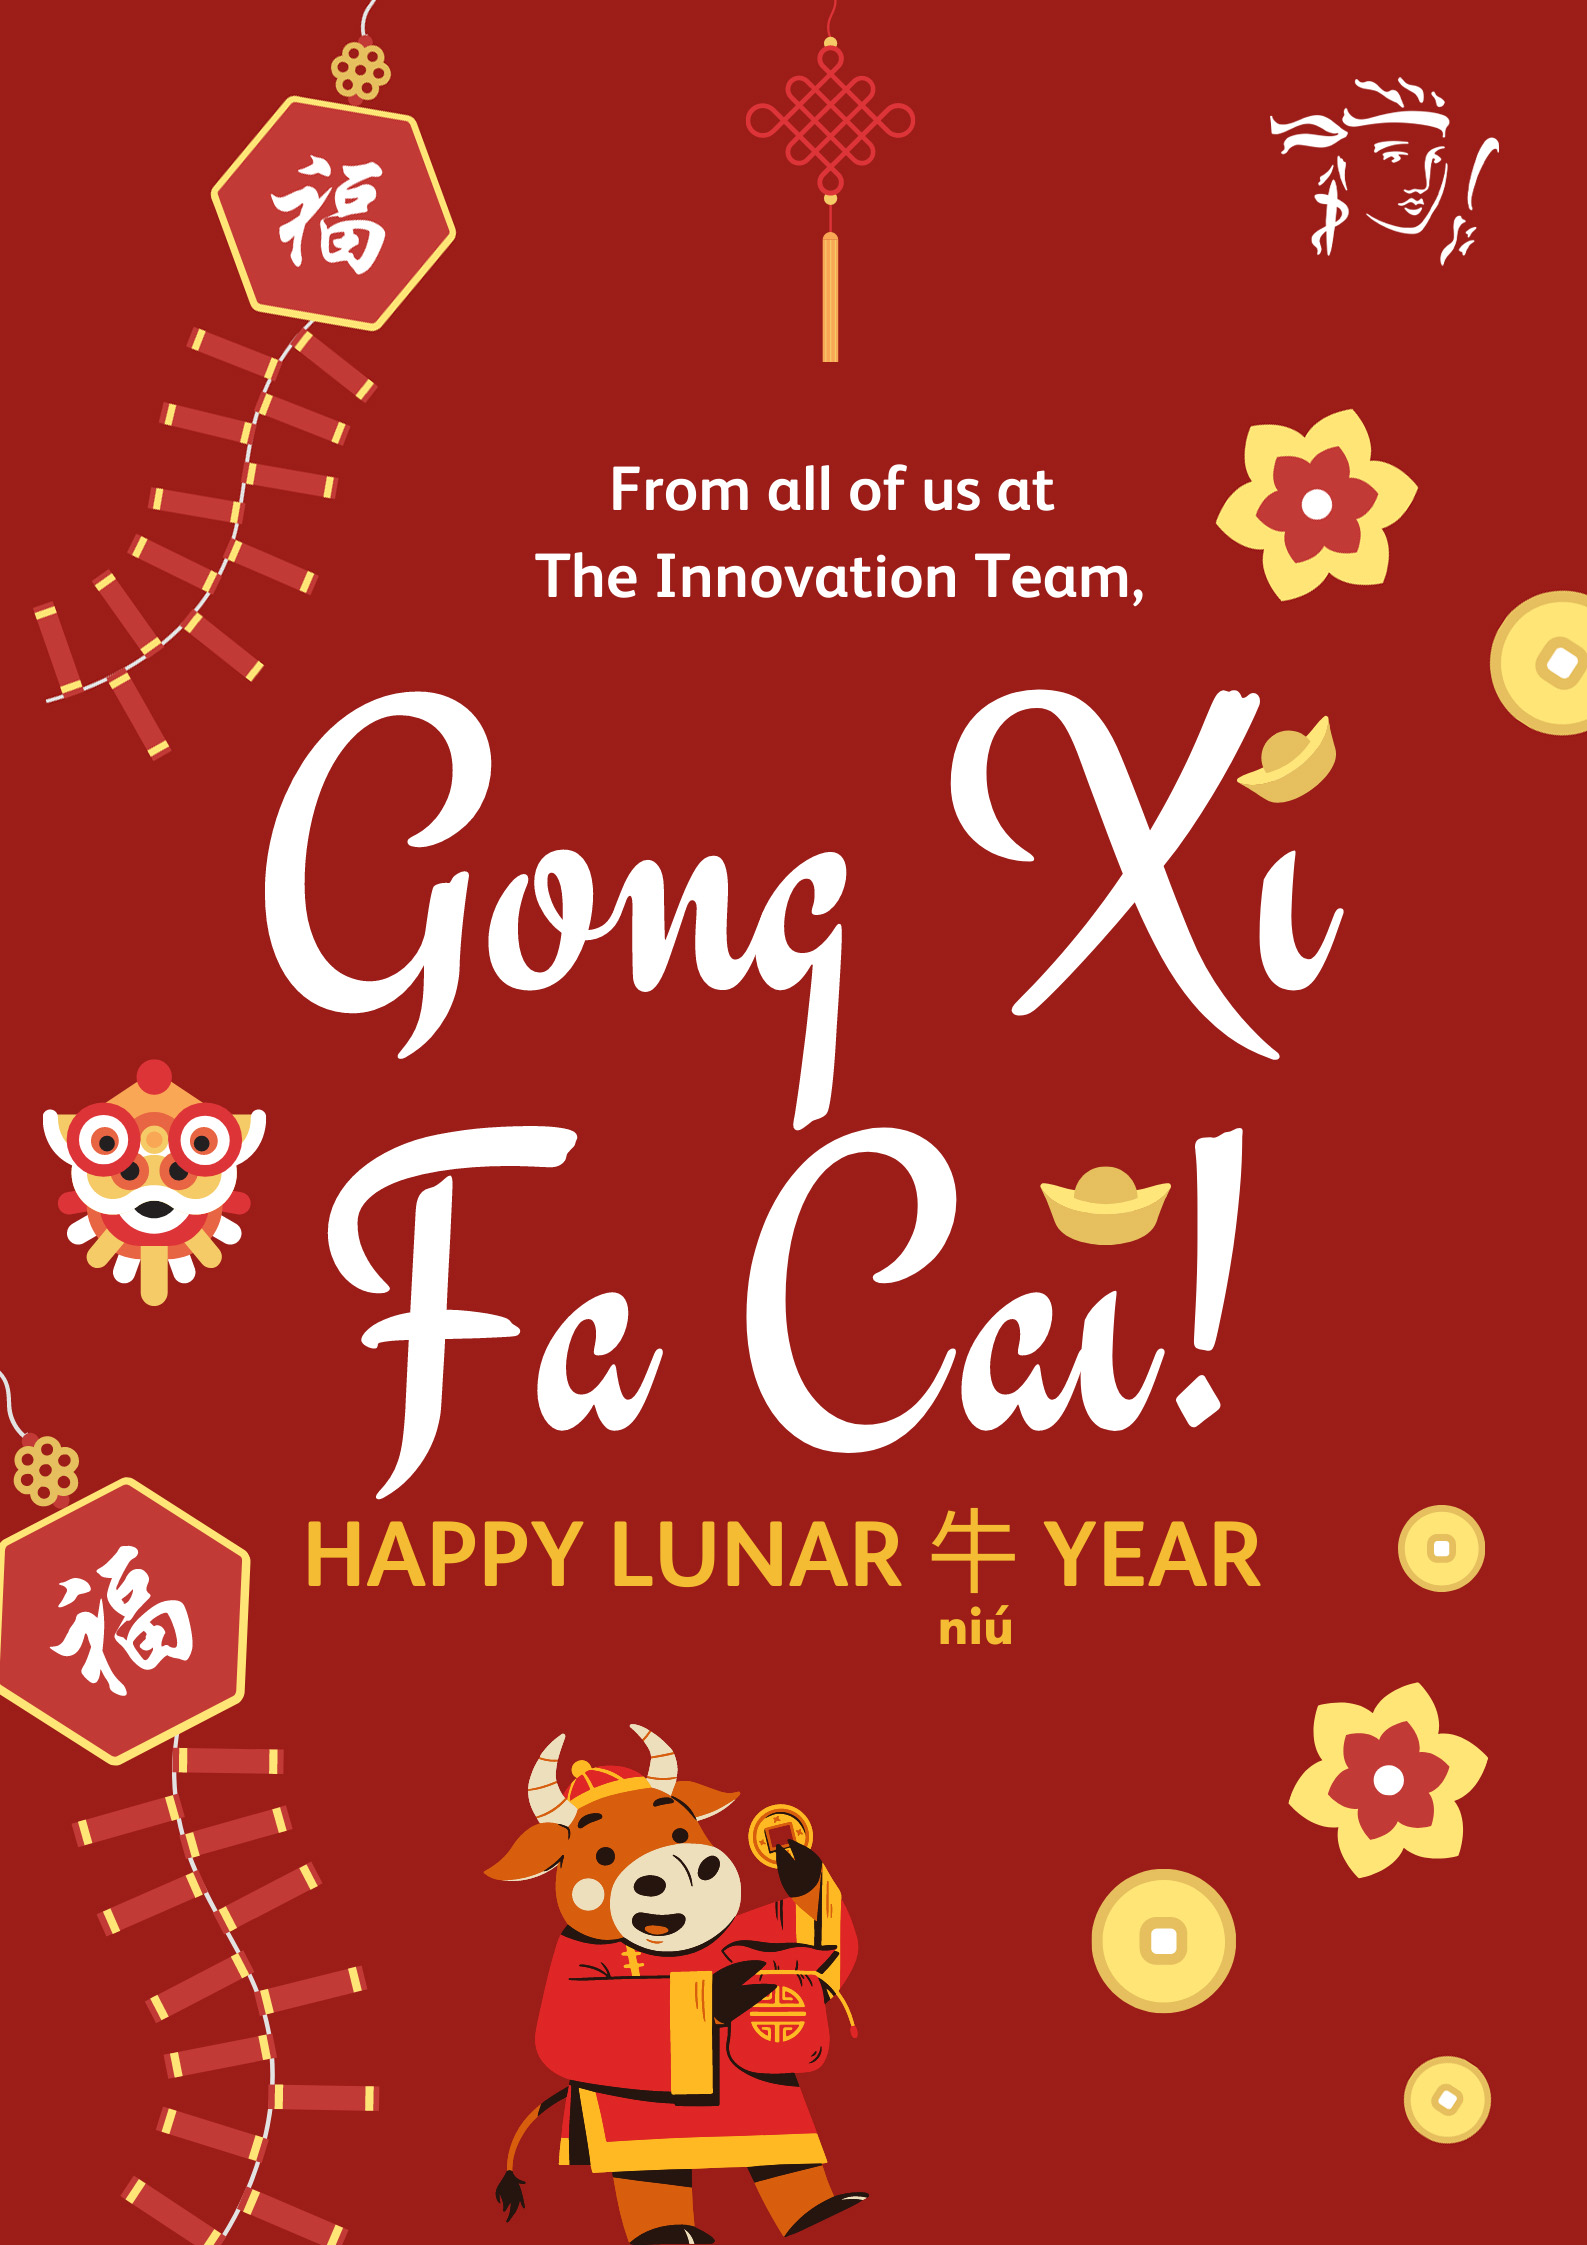 福
From all of us at
The Innovation Team,
Gong Xi
Fa Cai!
HAPPY LUNAR 牛 YEAR
niú
福